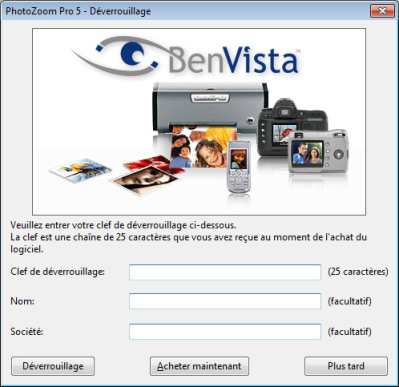 PhotoZoom Pro 5 - Déverrouillage
BenVista™
Veuillez entrer votre clef de déverrouillage ci-dessous.
La clef est une chaîne de 25 caractères que vous avez reçue au moment de l'achat du
logiciel.
Clef de déverrouillage: (25 caractères)
Nom: (facultatif)
Société: (facultatif)
Déverrouillage Acheter maintenant Plus tard